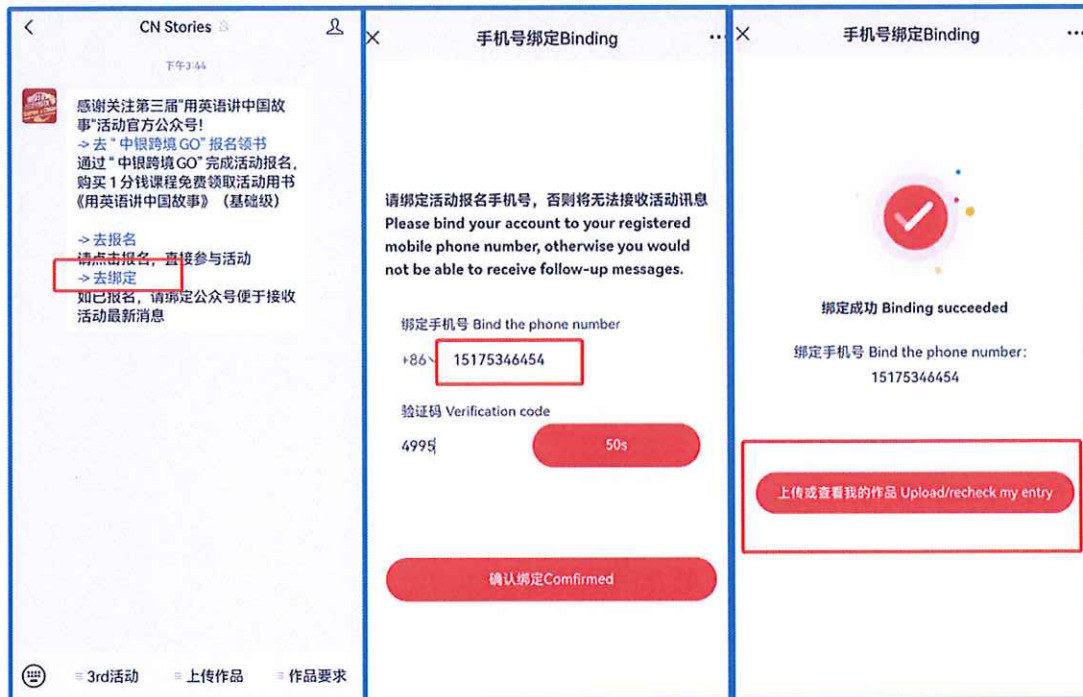 CN Stories
下午3:44
感谢关注第三届"用英语讲中国故
事"活动官方公众号!
->去"中银跨境GO"报名领书
通过"中银跨境GO"完成活动报名,
购买1分钱课程免费领取活动用书
《用英语讲中国故事》(基础级)
->去报名
请点击报名,直接参与活动
->去绑定
如已报名,请绑定公众号便于接收
活动最新消息
3rd活动
上传作品
作品要求
手机号绑定Binding
请绑定活动报名手机号,否则将无法接收活动讯息
Please bind your account to your registered
mobile phone number, otherwise you would
not be able to receive follow-up messages.
绑定手机号 Bind the phone number
+86 15175346454
验证码 Verification code
4995 50s
确认绑定Comfirmed
手机号绑定Binding
绑定成功 Binding succeeded
绑定手机号 Bind the phone number:
15175346454
上传或查看我的作品 Upload/recheck my entry